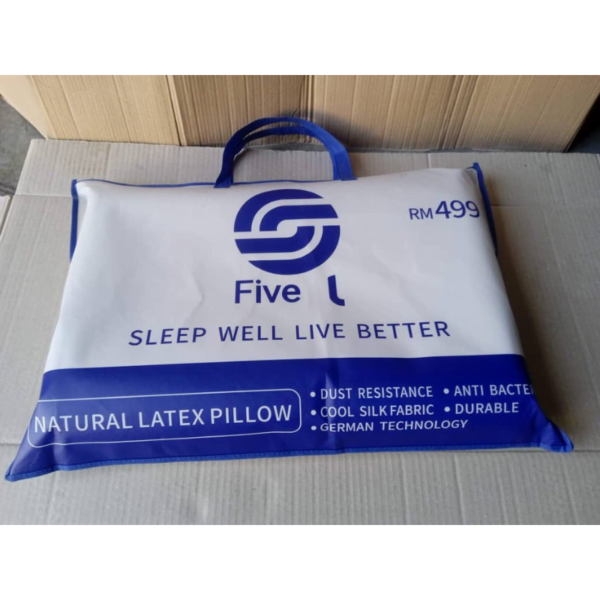 RM499
Five L
SLEEP WELL LIVE BETTER
NATURAL LATEX PILLOW
• DUST RESISTANCE • ANTI BACTE
• COOL SILK FABRIC • DURABLE
• GERMAN TECHNOLOGY